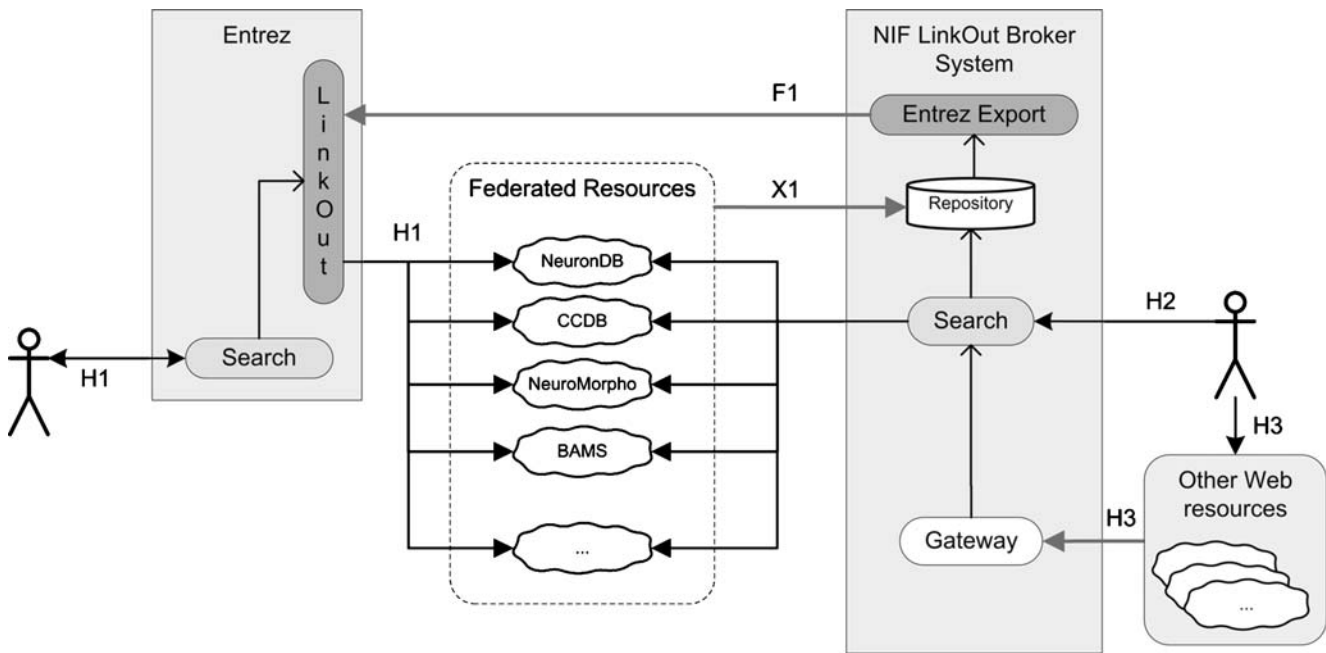 Entrez
LinkOut
Search
H1
H1
F1
X1
Federated Resources
NeuronDB
CCDB
NeuroMorpho
BAMS
...
NIF LinkOut Broker
System
Entrez Export
Repository
Search
Gateway
H2
H3
H3
Other Web
resources
...